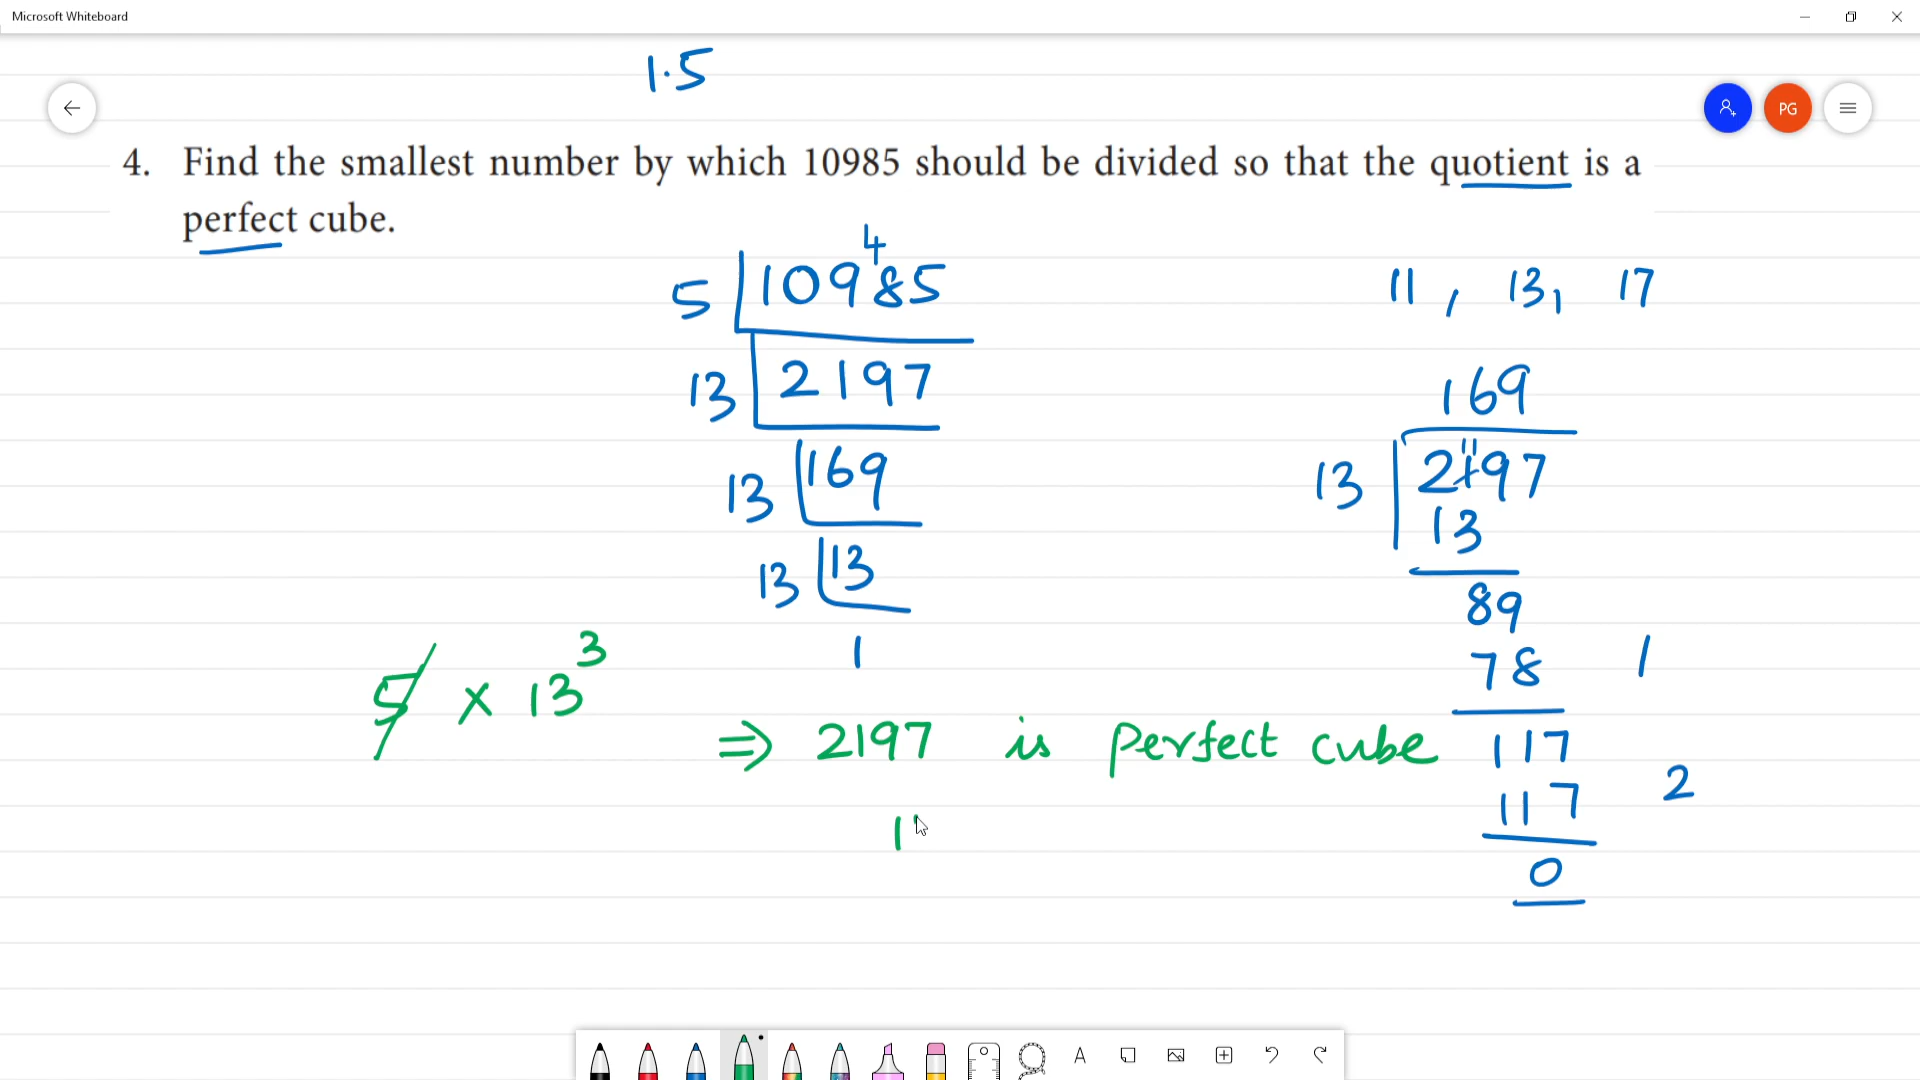 Microsoft Whiteboard
1.5
PG
4. Find the smallest number by which 10985 should be divided so that the quotient is a
perfect cube.
4
5 10985
13 2197
13 169
13 13
1
5 × 13³
⇒ 2197 is perfect cube
1
11, 13, 17
169
11
13 2197
13
89
78 1
117
117 2
0
A